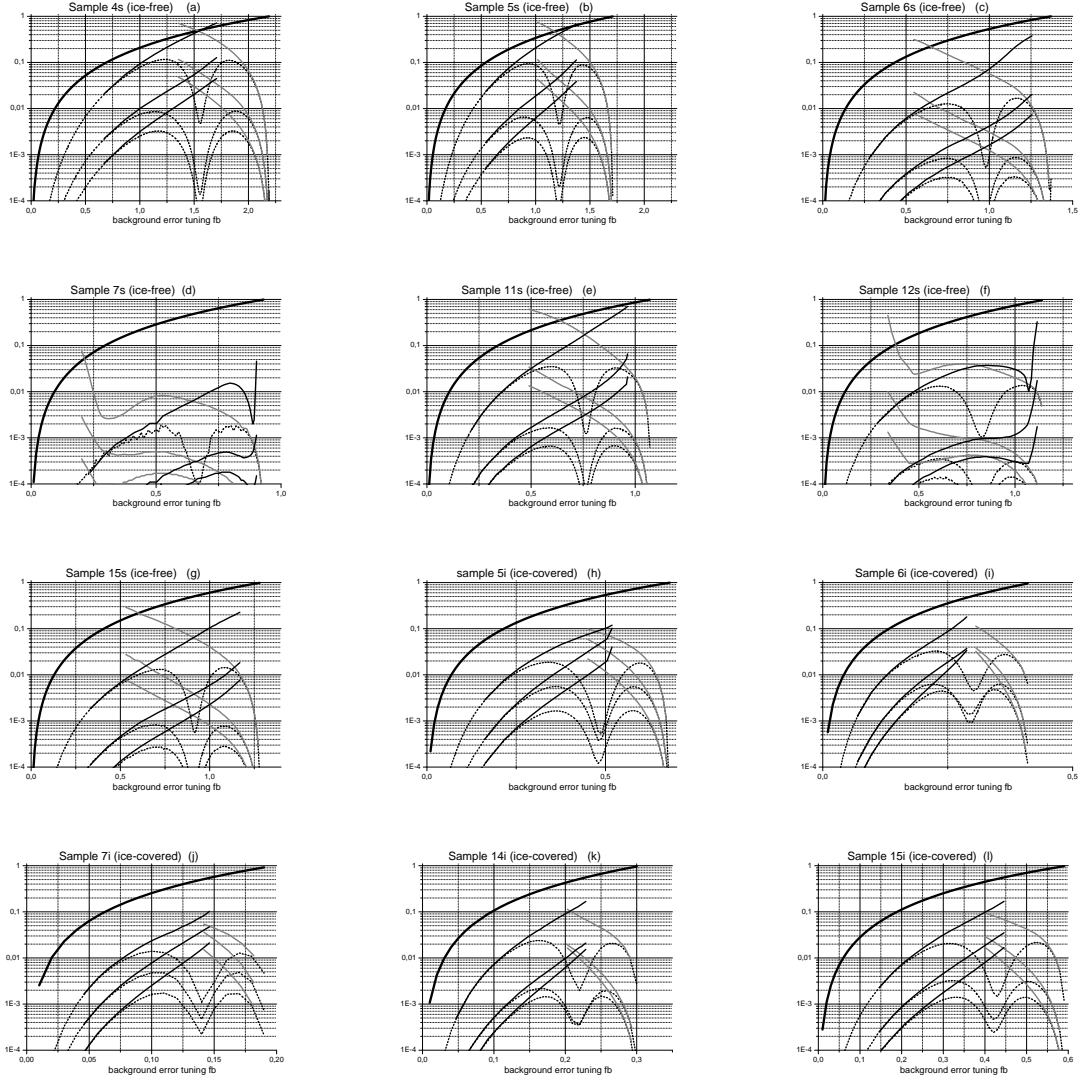 Sample 4s (ice-free) (a)
1
0,1
0,01
1E-3
1E-4
0,0 0,5 1,0 1,5 2,0
background error tuning fb
Sample 5s (ice-free) (b)
1
0,1
0,01
1E-3
1E-4
0,0 0,5 1,0 1,5 2,0
background error tuning fb
Sample 6s (ice-free) (c)
1
0,1
0,01
1E-3
1E-4
0,0 0,5 1,0 1,5
background error tuning fb
Sample 7s (ice-free) (d)
1
0,1
0,01
1E-3
1E-4
0,0 0,5 1,0
background error tuning fb
Sample 11s (ice-free) (e)
1
0,1
0,01
1E-3
1E-4
0,0 0,5 1,0
background error tuning fb
Sample 12s (ice-free) (f)
1
0,1
0,01
1E-3
1E-4
0,0 0,5 1,0
background error tuning fb
Sample 15s (ice-free) (g)
1
0,1
0,01
1E-3
1E-4
0,0 0,5 1,0
background error tuning fb
sample 5i (ice-covered) (h)
1
0,1
0,01
1E-3
1E-4
0,0 0,5
background error tuning fb
Sample 6i (ice-covered) (i)
1
0,1
0,01
1E-3
1E-4
0,0 0,5
background error tuning fb
Sample 7i (ice-covered) (j)
1
0,1
0,01
1E-3
1E-4
0,00 0,05 0,10 0,15 0,20
background error tuning fb
Sample 14i (ice-covered) (k)
1
0,1
0,01
1E-3
1E-4
0,0 0,1 0,2 0,3
background error tuning fb
Sample 15i (ice-covered) (l)
1
0,1
0,01
1E-3
1E-4
0,0 0,1 0,2 0,3 0,4 0,5 0,6
background error tuning fb